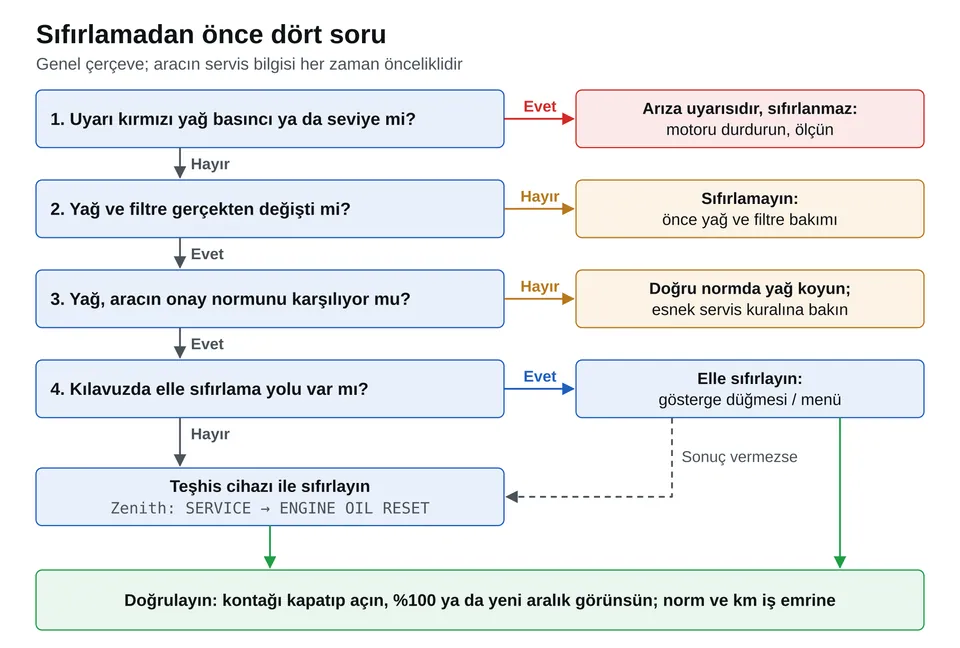 Sıfırlamadan önce dört soru
Genel çerçeve; aracın servis bilgisi her zaman önceliklidir
1. Uyarı kırmızı yağ basıncı ya da seviye mi?
Evet
Arıza uyarısıdır, sıfırlanmaz:
motoru durdurun, ölçün
Hayır
2. Yağ ve filtre gerçekten değişti mi?
Hayır
Sıfırlamayın:
önce yağ ve filtre bakımı
Evet
3. Yağ, aracın onay normunu karşılıyor mu?
Hayır
Doğru normda yağ koyun;
esnek servis kuralına bakın
Evet
4. Kılavuzda elle sıfırlama yolu var mı?
Evet
Elle sıfırlayın:
gösterge düğmesi / menü
Hayır
Sonuç vermezse
Teşhis cihazı ile sıfırlayın
Zenith: SERVICE → ENGINE OIL RESET
Doğrulayın: kontağı kapatıp açın, %100 ya da yeni aralık görünsün; norm ve km iş emrine